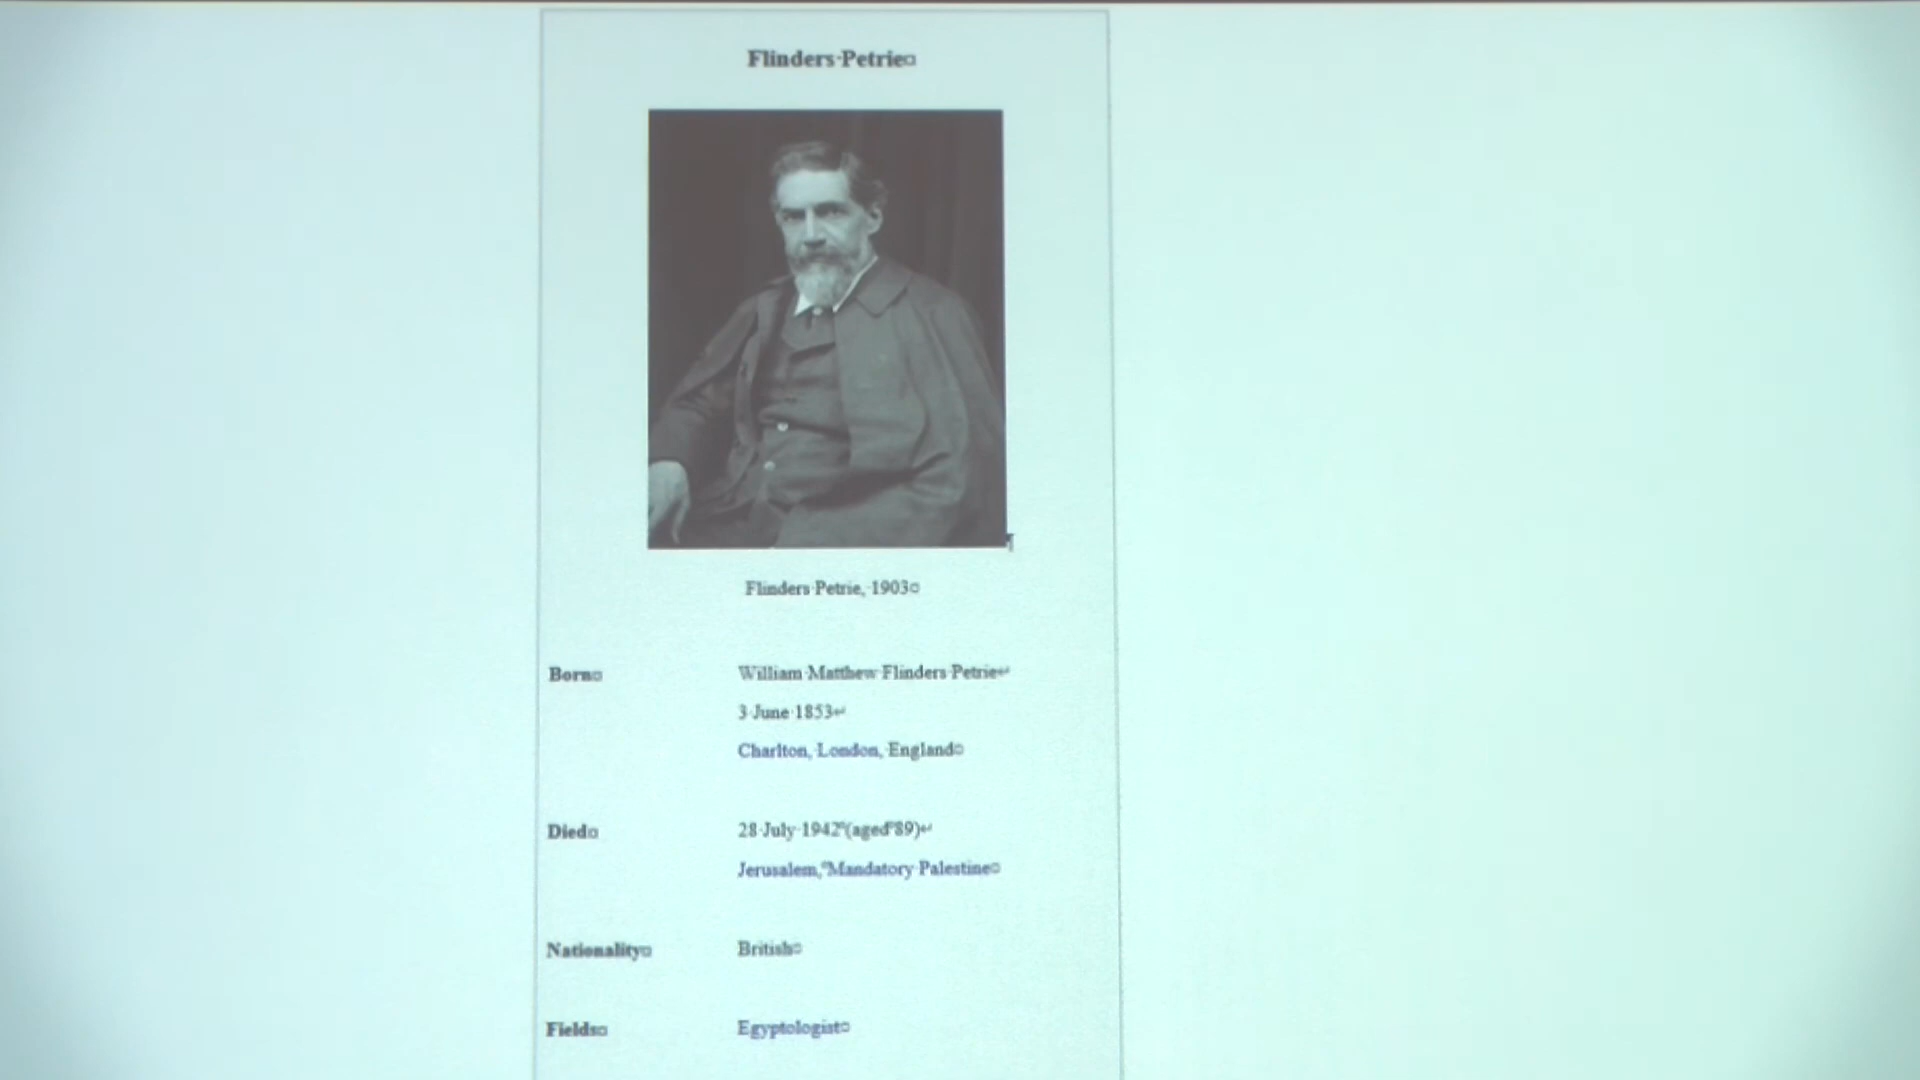 Flinders Petrie
Flinders Petrie, 1903
Born William Matthew Flinders Petrie
3 June 1853
Charlton, London, England
Died 28 July 1942 (aged 89)
Jerusalem, Mandatory Palestine
Nationality British
Fields Egyptologist